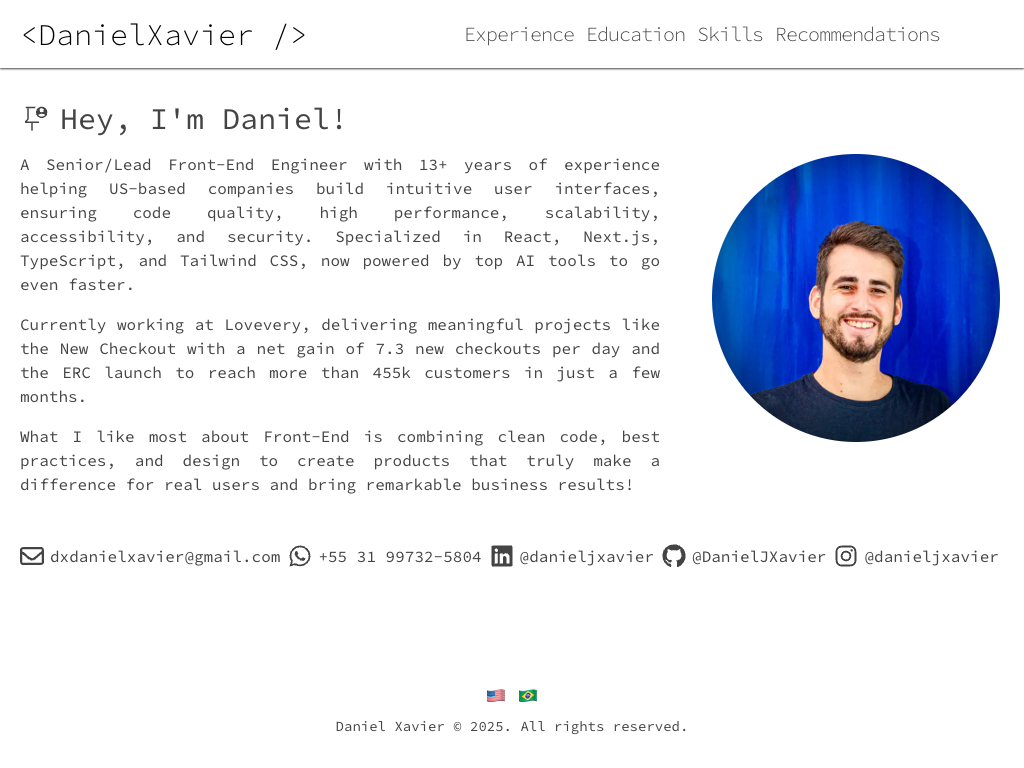 <DanielXavier />
Experience Education Skills Recommendations
Hey, I'm Daniel!
A Senior/Lead Front-End Engineer with 13+ years of experience
helping US-based companies build intuitive user interfaces,
ensuring code quality, high performance, scalability,
accessibility, and security. Specialized in React, Next.js,
TypeScript, and Tailwind CSS, now powered by top AI tools to go
even faster.
Currently working at Lovevery, delivering meaningful projects like
the New Checkout with a net gain of 7.3 new checkouts per day and
the ERC launch to reach more than 455k customers in just a few
months.
What I like most about Front-End is combining clean code, best
practices, and design to create products that truly make a
difference for real users and bring remarkable business results!
dxdanielxavier@gmail.com +55 31 99732-5804 @danieljxavier @DanielJXavier @danieljxavier
Daniel Xavier © 2025. All rights reserved.